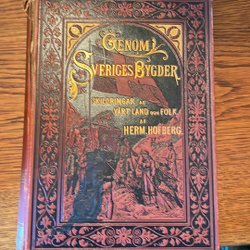 GENOM
SVERIGES BYGDER
SKILDRINGAR AF
VÅRT LAND OCH FOLK
AF
HERM. HOFBERG.